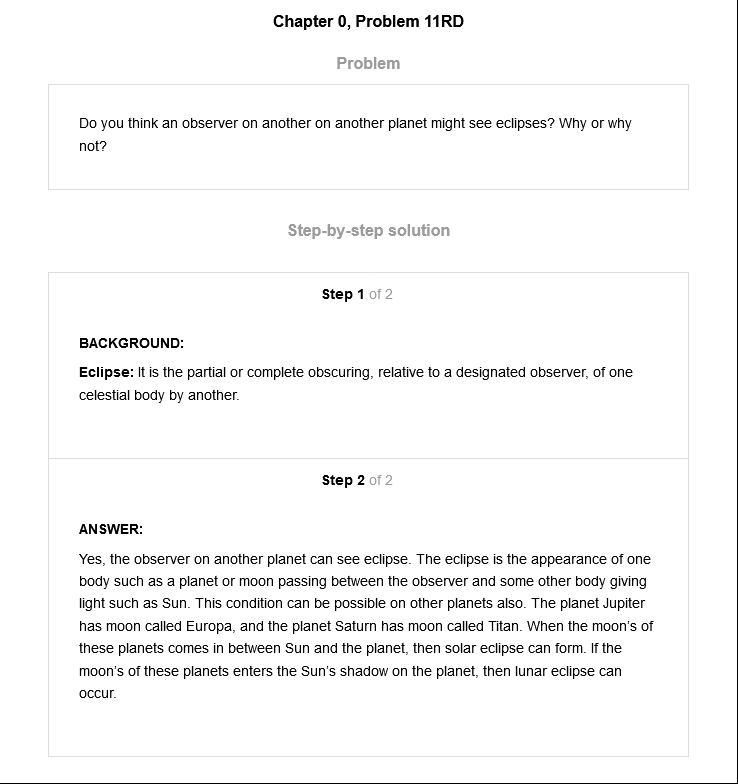 Chapter 0, Problem 11RD
Problem
Do you think an observer on another on another planet might see eclipses? Why or why
not?
Step-by-step solution
Step 1 of 2
BACKGROUND:
Eclipse: It is the partial or complete obscuring, relative to a designated observer, of one
celestial body by another.
Step 2 of 2
ANSWER:
Yes, the observer on another planet can see eclipse. The eclipse is the appearance of one
body such as a planet or moon passing between the observer and some other body giving
light such as Sun. This condition can be possible on other planets also. The planet Jupiter
has moon called Europa, and the planet Saturn has moon called Titan. When the moon’s of
these planets comes in between Sun and the planet, then solar eclipse can form. If the
moon’s of these planets enters the Sun’s shadow on the planet, then lunar eclipse can
occur.